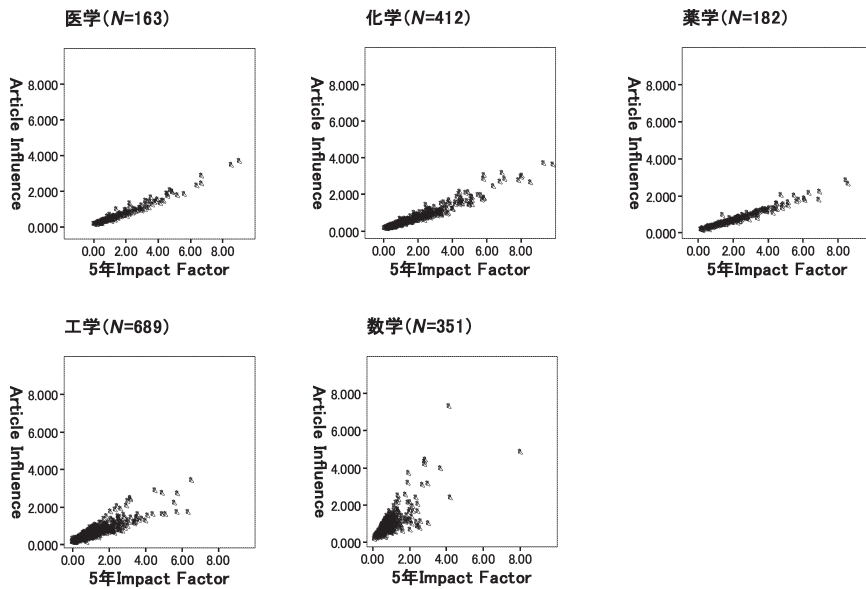 医学(N=163)
Article Influence
8.000
6.000
4.000
2.000
0.000
0.00 2.00 4.00 6.00 8.00
5年Impact Factor
化学(N=412)
Article Influence
8.000
6.000
4.000
2.000
0.000
0.00 2.00 4.00 6.00 8.00
5年Impact Factor
薬学(N=182)
Article Influence
8.000
6.000
4.000
2.000
0.000
0.00 2.00 4.00 6.00 8.00
5年Impact Factor
工学(N=689)
Article Influence
8.000
6.000
4.000
2.000
0.000
0.00 2.00 4.00 6.00 8.00
5年Impact Factor
数学(N=351)
Article Influence
8.000
6.000
4.000
2.000
0.000
0.00 2.00 4.00 6.00 8.00
5年Impact Factor